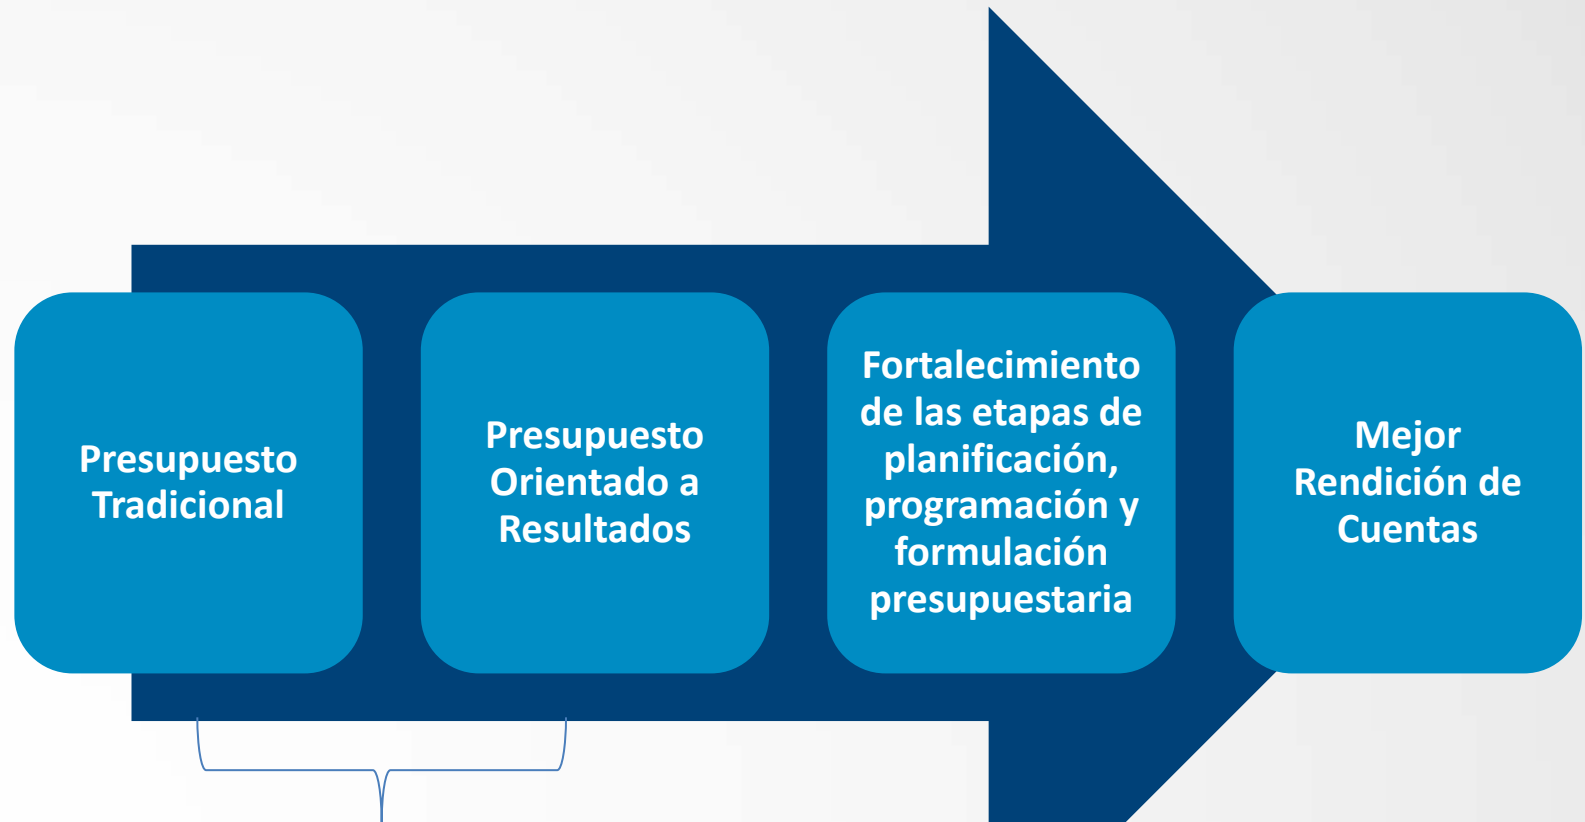 Presupuesto
Tradicional
Presupuesto
Orientado a
Resultados
Fortalecimiento
de las etapas de
planificación,
programación y
formulación
presupuestaria
Mejor
Rendición de
Cuentas